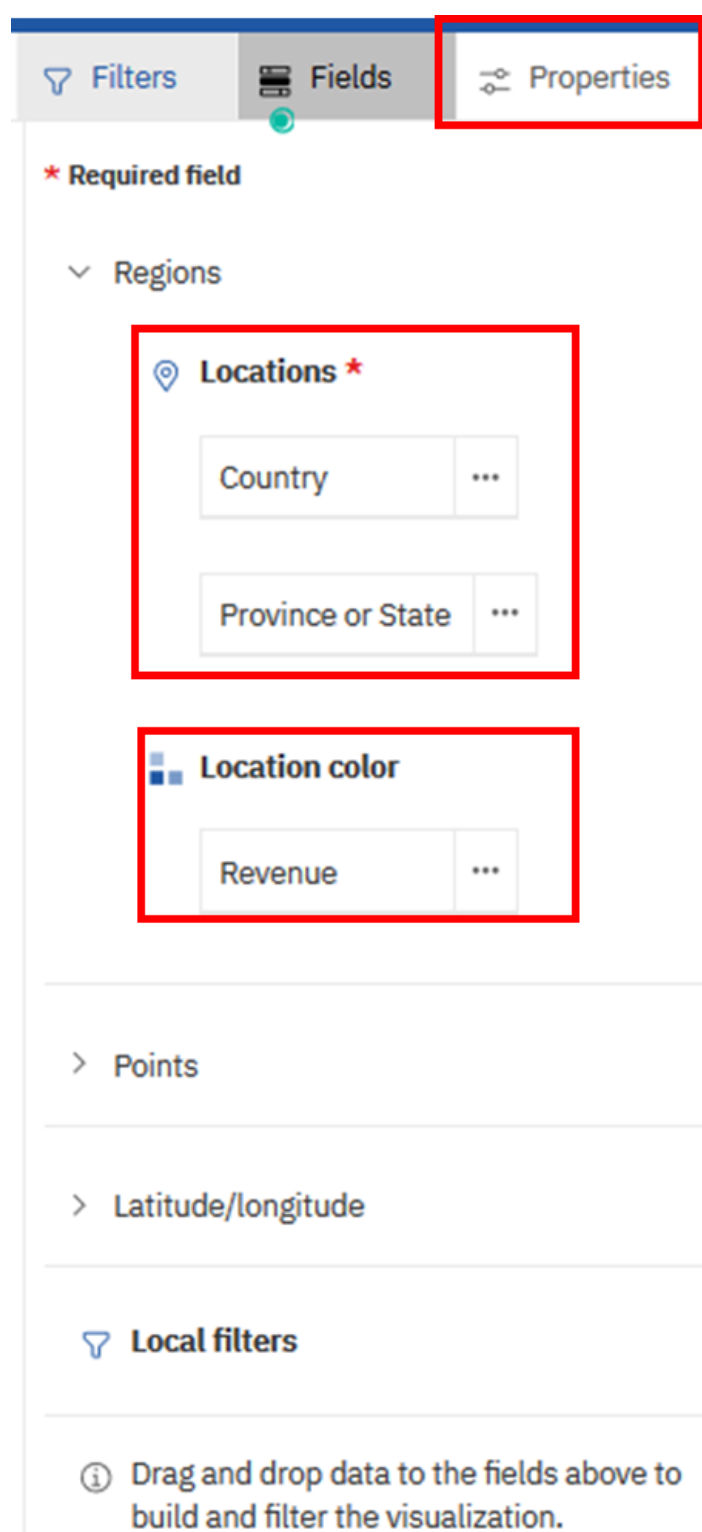 Filters Fields Properties
* Required field
Regions
Locations *
Country ...
Province or State ...
Location color
Revenue ...
Points
Latitude/longitude
Local filters
Drag and drop data to the fields above to
build and filter the visualization.